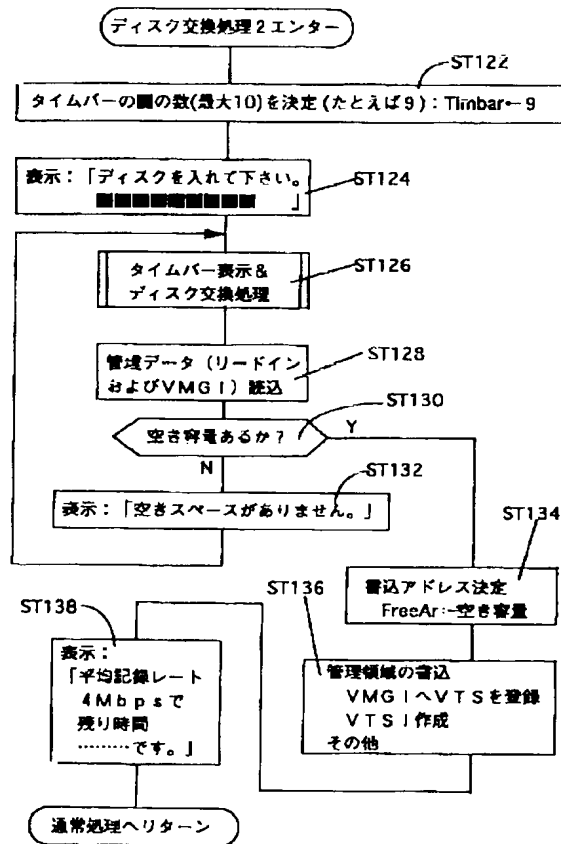 ディスク交換処理2エンター
ST122
タイムバーの圏の数(最大10)を決定(たとえば9):Timbar←9
表示:「ディスクを入れて下さい。
■■■■■■■■■ 」
ST124
タイムバー表示&
ディスク交換処理
ST126
管理データ(リードイン
およびVMGI)読込
ST128
空き容量あるか?
ST130
Y
N
ST132
表示:「空きスペースがありません。」
ST134
書込アドレス決定
FreeAr:-空き容量
ST136
管理領域の書込
VMGIへVTSを登録
VTSI作成
その他
ST138
表示:
「平均記録レート
4Mbpsで
残り時間
………です。」
通常処理へリターン